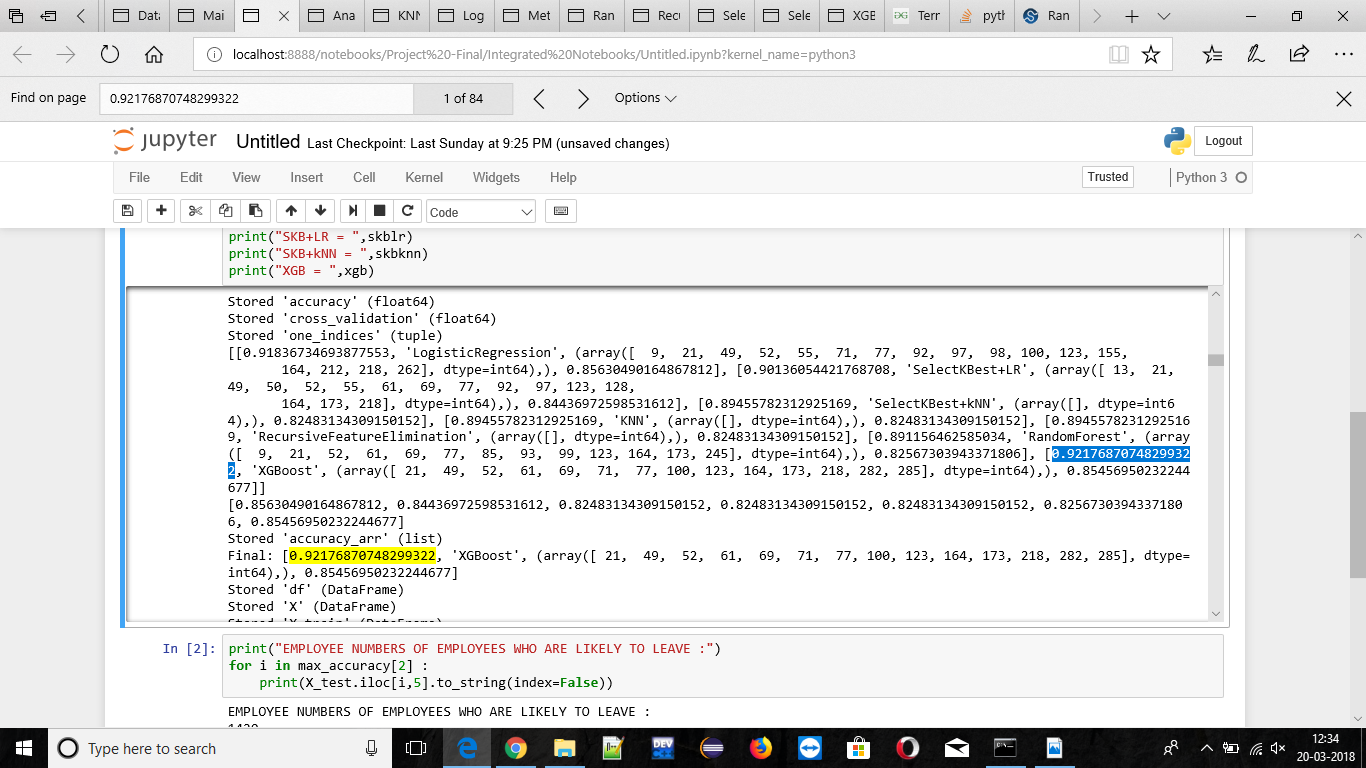 Data
Mai
Ana
KNN
Log
Met
Ran
Recu
Sele
Sele
XGE
Terr
pyth
Ran
localhost:8888/notebooks/Project%20-Final/Integrated%20Notebooks/Untitled.ipynb?kernel_name=python3
Find on page 0.92176870748299322 1 of 84 Options
jupyter Untitled Last Checkpoint: Last Sunday at 9:25 PM (unsaved changes) Logout
File Edit View Insert Cell Kernel Widgets Help Trusted Python 3
Code
print("SKB+LR = ",skblr)
print("SKB+kNN = ",skbknn)
print("XGB = ",xgb)
Stored 'accuracy' (float64)
Stored 'cross_validation' (float64)
Stored 'one_indices' (tuple)
[[0.91836734693877553, 'LogisticRegression', (array([  9,  21,  49,  52,  55,  71,  77,  92,  97,  98, 100, 123, 155,
164, 212, 218, 262], dtype=int64),), 0.85630490164867812], [0.90136054421768708, 'SelectKBest+LR', (array([ 13,  21,
49,  50,  52,  55,  61,  69,  77,  92,  97, 123, 128,
164, 173, 218], dtype=int64),), 0.84436972598531612], [0.89455782312925169, 'SelectKBest+kNN', (array([], dtype=int6
4),), 0.82483134309150152], [0.89455782312925169, 'KNN', (array([], dtype=int64),), 0.82483134309150152], [0.8945578231292516
9, 'RecursiveFeatureElimination', (array([], dtype=int64),), 0.82483134309150152], [0.891156462585034, 'RandomForest', (array
([  9,  21,  52,  61,  69,  77,  85,  93,  99, 123, 164, 173, 245], dtype=int64),), 0.82567303943371806], [0.9217687074829932
2, 'XGBoost', (array([ 21,  49,  52,  61,  69,  71,  77, 100, 123, 164, 173, 218, 282, 285], dtype=int64),), 0.85456950232244
677]]
[0.85630490164867812, 0.84436972598531612, 0.82483134309150152, 0.82483134309150152, 0.82483134309150152, 0.8256730394337180
6, 0.85456950232244677]
Stored 'accuracy_arr' (list)
Final: [0.92176870748299322, 'XGBoost', (array([ 21,  49,  52,  61,  69,  71,  77, 100, 123, 164, 173, 218, 282, 285], dtype=
int64),), 0.85456950232244677]
Stored 'df' (DataFrame)
Stored 'X' (DataFrame)
Stored 'X_train' (DataFrame)
In [2]: print("EMPLOYEE NUMBERS OF EMPLOYEES WHO ARE LIKELY TO LEAVE :")
for i in max_accuracy[2] :
print(X_test.iloc[i,5].to_string(index=False))
EMPLOYEE NUMBERS OF EMPLOYEES WHO ARE LIKELY TO LEAVE :
Type here to search
DEV
12:34
20-03-2018